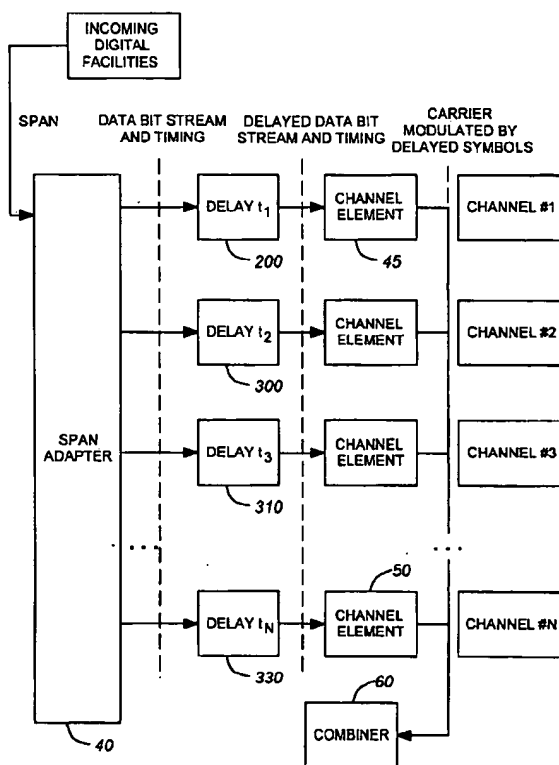 INCOMING
DIGITAL
FACILITIES
SPAN
DATA BIT STREAM
AND TIMING
DELAYED DATA BIT
STREAM AND TIMING
CARRIER
MODULATED BY
DELAYED SYMBOLS
DELAY t1
200
CHANNEL
ELEMENT
45
CHANNEL #1
DELAY t2
300
CHANNEL
ELEMENT
CHANNEL #2
SPAN
ADAPTER
DELAY t3
310
CHANNEL
ELEMENT
CHANNEL #3
DELAY tN
330
50
CHANNEL
ELEMENT
CHANNEL #N
40
60
COMBINER